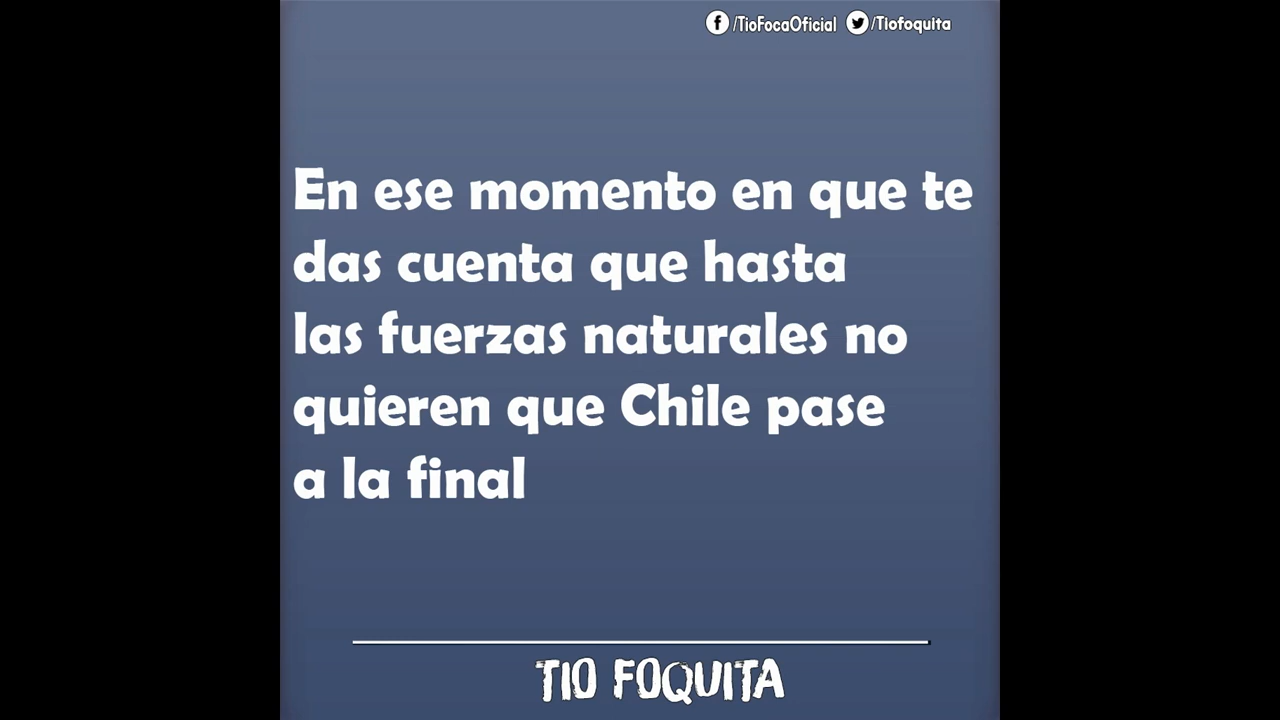 /TioFocaOficial /Tiofoquita
En ese momento en que te
das cuenta que hasta
las fuerzas naturales no
quieren que Chile pase
a la final
TIO FOQUITA